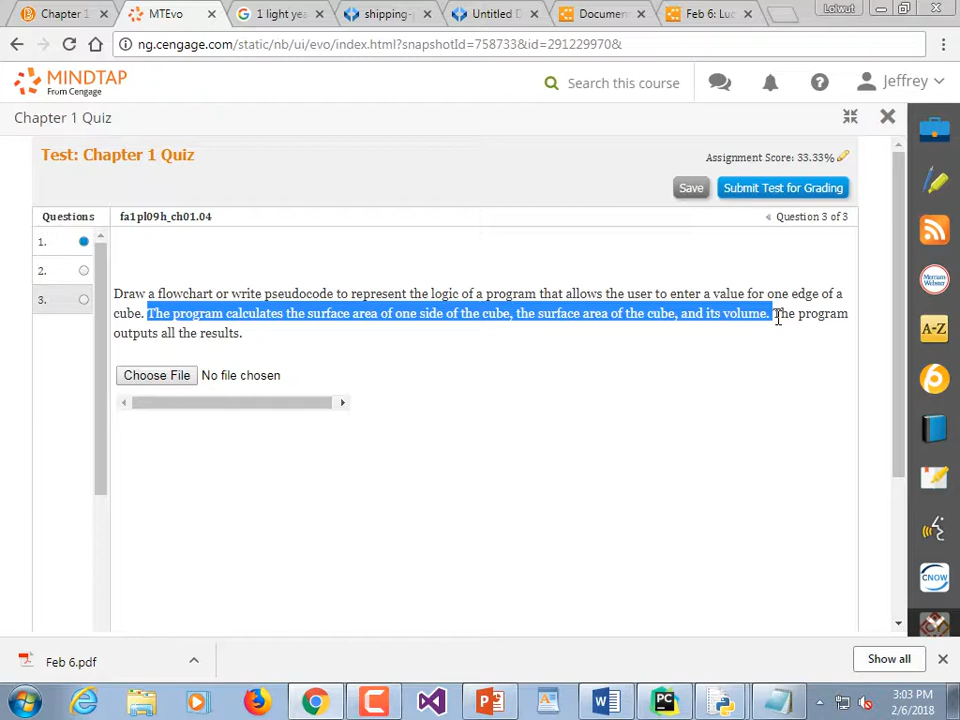 Chapter 1
MTEvo
1 light yea
shipping-
Untitled D
Documen
Feb 6: Luc
Lolwut
ng.cengage.com/static/nb/ui/evo/index.html?snapshotId=758733&id=291229970&
MINDTAP
From Cengage
Search this course
Jeffrey
Chapter 1 Quiz
Test: Chapter 1 Quiz
Assignment Score: 33.33%
Save
Submit Test for Grading
Questions
fa1pl09h_ch01.04
Question 3 of 3
1.
2.
3.
Draw a flowchart or write pseudocode to represent the logic of a program that allows the user to enter a value for one edge of a
cube. The program calculates the surface area of one side of the cube, the surface area of the cube, and its volume. The program
outputs all the results.
Choose File No file chosen
Merriam
Webster
A-Z
CNOW
Feb 6.pdf
Show all
3:03 PM
2/6/2018